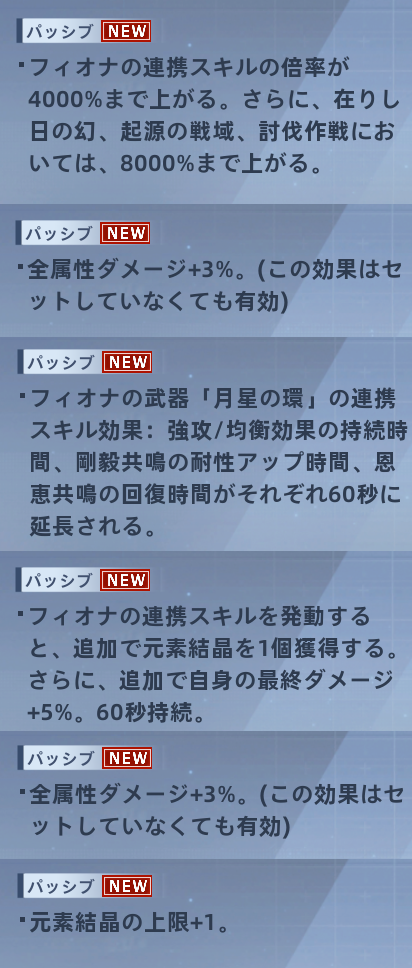 パッシブ NEW
・フィオナの連携スキルの倍率が
4000%まで上がる。さらに、在りし
日の幻、起源の戦域、討伐作戦にお
いては、8000%まで上がる。
パッシブ NEW
・全属性ダメージ+3%。(この効果はセ
ットしていなくても有効)
パッシブ NEW
・フィオナの武器「月星の環」の連携
スキル効果：強攻/均衡効果の持続時
間、剛毅共鳴の耐性アップ時間、恩
恵共鳴の回復時間がそれぞれ60秒に
延長される。
パッシブ NEW
・フィオナの連携スキルを発動する
と、追加で元素結晶を1個獲得する。
さらに、追加で自身の最終ダメージ
+5%。60秒持続。
パッシブ NEW
・全属性ダメージ+3%。(この効果はセ
ットしていなくても有効)
パッシブ NEW
・元素結晶の上限+1。